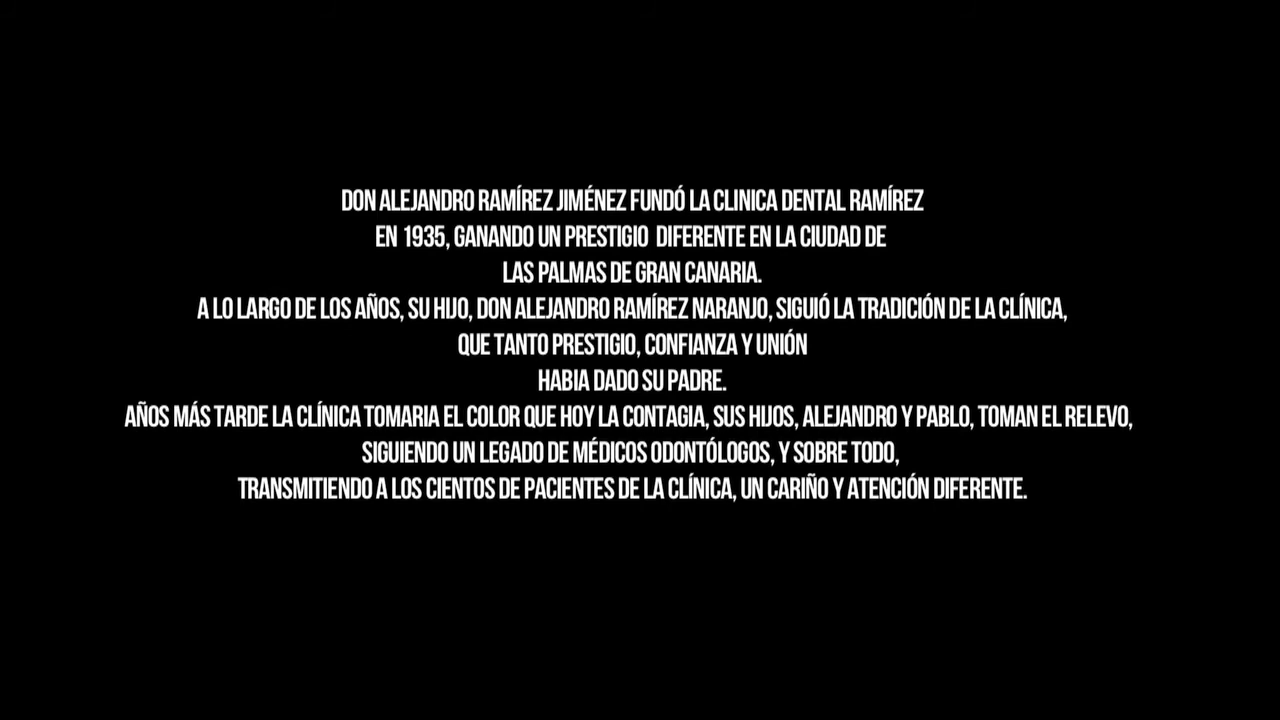 DON ALEJANDRO RAMÍREZ JIMÉNEZ FUNDÓ LA CLINICA DENTAL RAMÍREZ
EN 1935, GANANDO UN PRESTIGIO DIFERENTE EN LA CIUDAD DE
LAS PALMAS DE GRAN CANARIA.
A LO LARGO DE LOS AÑOS, SU HIJO, DON ALEJANDRO RAMÍREZ NARANJO, SIGUIÓ LA TRADICIÓN DE LA CLÍNICA,
QUE TANTO PRESTIGIO, CONFIANZA Y UNIÓN
HABIA DADO SU PADRE.
AÑOS MÁS TARDE LA CLÍNICA TOMARIA EL COLOR QUE HOY LA CONTAGIA, SUS HIJOS, ALEJANDRO Y PABLO, TOMAN EL RELEVO,
SIGUIENDO UN LEGADO DE MÉDICOS ODONTÓLOGOS, Y SOBRE TODO,
TRANSMITIENDO A LOS CIENTOS DE PACIENTES DE LA CLÍNICA, UN CARIÑO Y ATENCIÓN DIFERENTE.